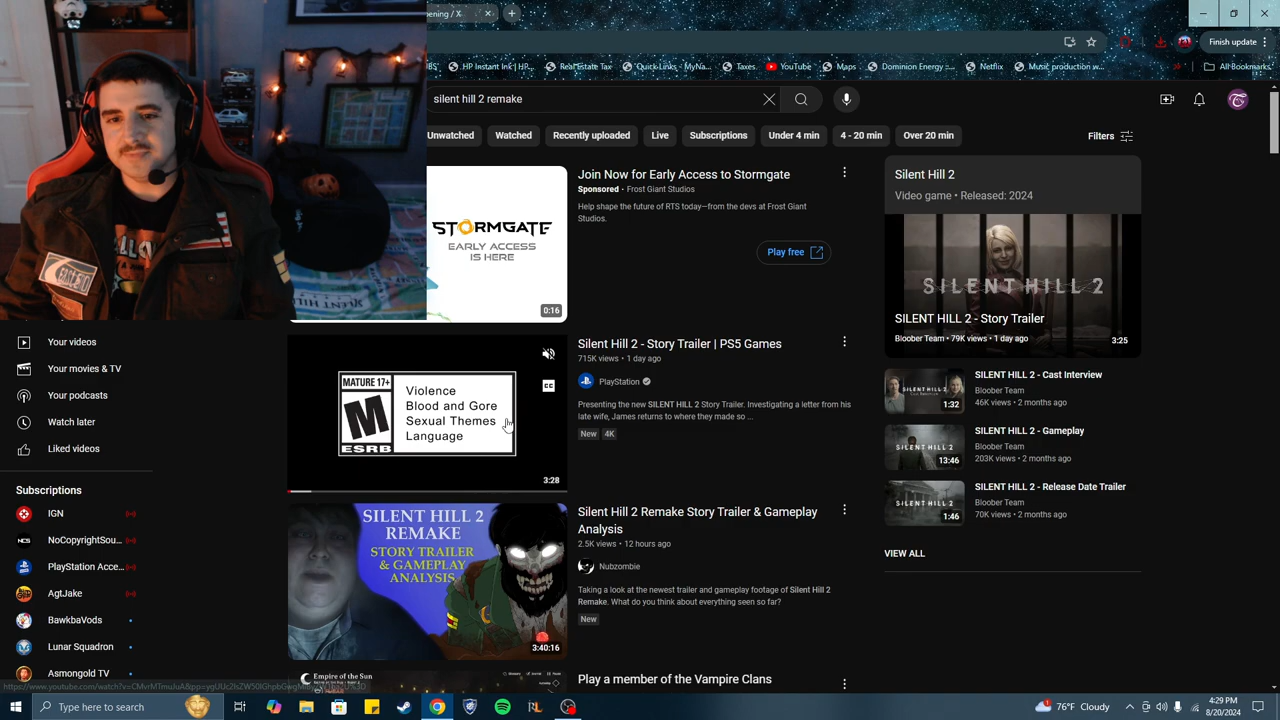 pening / X
Finish update
HP Instant Ink | HP...
Real Estate Tax
Quick Links - MyNa...
Taxes
YouTube
Maps
Dominion Energy :...
Netflix
Music production w...
All Bookmarks
silent hill 2 remake
Unwatched
Watched
Recently uploaded
Live
Subscriptions
Under 4 min
4 - 20 min
Over 20 min
Filters
STORMGATE
EARLY ACCESS
IS HERE
0:16
Join Now for Early Access to Stormgate
Sponsored • Frost Giant Studios
Help shape the future of RTS today—from the devs at Frost Giant
Studios.
Play free
Silent Hill 2
Video game • Released: 2024
SILENT HILL 2
SILENT HILL 2 - Story Trailer
Bloober Team • 79K views • 1 day ago
3:25
Your videos
Your movies & TV
Your podcasts
Watch later
Liked videos
Subscriptions
IGN
NCS
NoCopyrightSou...
PlayStation Acce...
AgtJake
BawkbaVods
Lunar Squadron
Asmongold TV
MATURE 17+
M
ESRB
Violence
Blood and Gore
Sexual Themes
Language
CC
3:28
Silent Hill 2 - Story Trailer | PS5 Games
715K views • 1 day ago
PlayStation
Presenting the new SILENT HILL 2 Story Trailer. Investigating a letter from his
late wife, James returns to where they made so ...
New
4K
SILENT HILL 2
1:32
SILENT HILL 2 - Cast Interview
Bloober Team
46K views • 2 months ago
SILENT HILL 2
13:46
SILENT HILL 2 - Gameplay
Bloober Team
203K views • 2 months ago
SILENT HILL 2
1:46
SILENT HILL 2 - Release Date Trailer
Bloober Team
70K views • 2 months ago
VIEW ALL
SILENT HILL 2
REMAKE
STORY TRAILER
& GAMEPLAY
ANALYSIS
3:40:16
Silent Hill 2 Remake Story Trailer & Gameplay
Analysis
2.5K views • 12 hours ago
Nubzombie
Taking a look at the newest trailer and gameplay footage of Silent Hill 2
Remake. What do you think about everything seen so far?
New
Empire of the Sun
Play a member of the Vampire Clans
Type here to search
76°F Cloudy
4:29 PM
8/20/2024